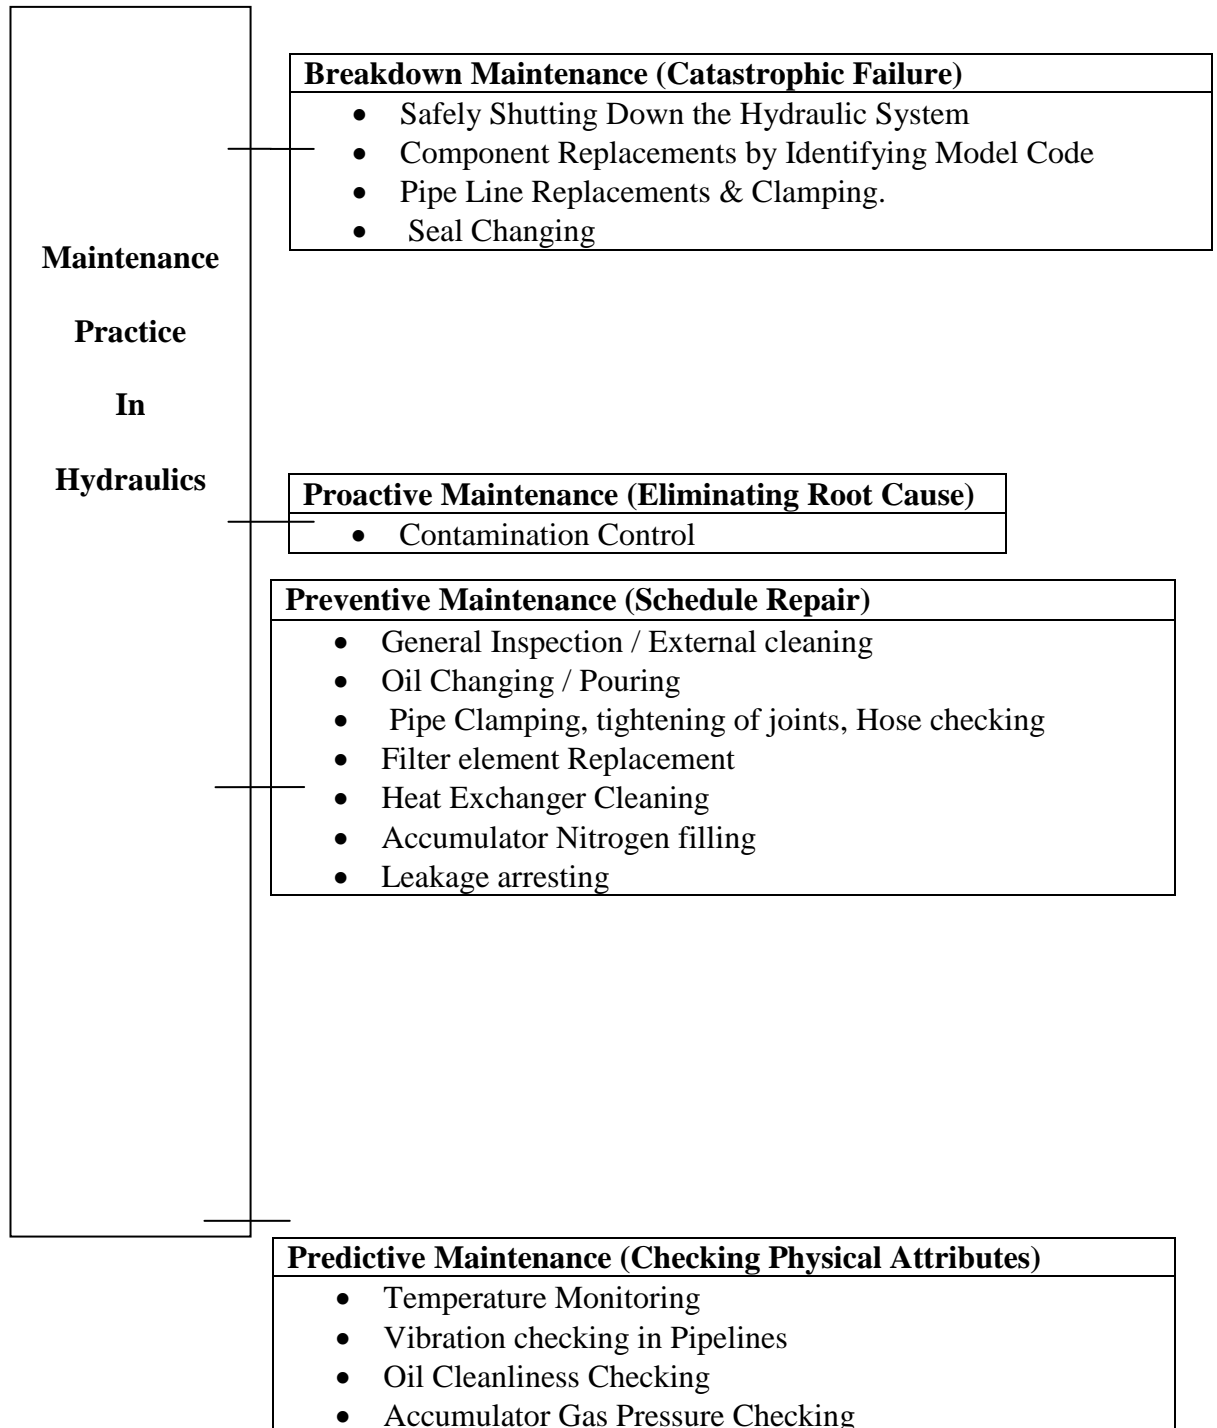 Maintenance
Practice
In
Hydraulics
Breakdown Maintenance (Catastrophic Failure)
• Safely Shutting Down the Hydraulic System
• Component Replacements by Identifying Model Code
• Pipe Line Replacements & Clamping.
• Seal Changing
Proactive Maintenance (Eliminating Root Cause)
• Contamination Control
Preventive Maintenance (Schedule Repair)
• General Inspection / External cleaning
• Oil Changing / Pouring
• Pipe Clamping, tightening of joints, Hose checking
• Filter element Replacement
• Heat Exchanger Cleaning
• Accumulator Nitrogen filling
• Leakage arresting
Predictive Maintenance (Checking Physical Attributes)
• Temperature Monitoring
• Vibration checking in Pipelines
• Oil Cleanliness Checking
• Accumulator Gas Pressure Checking